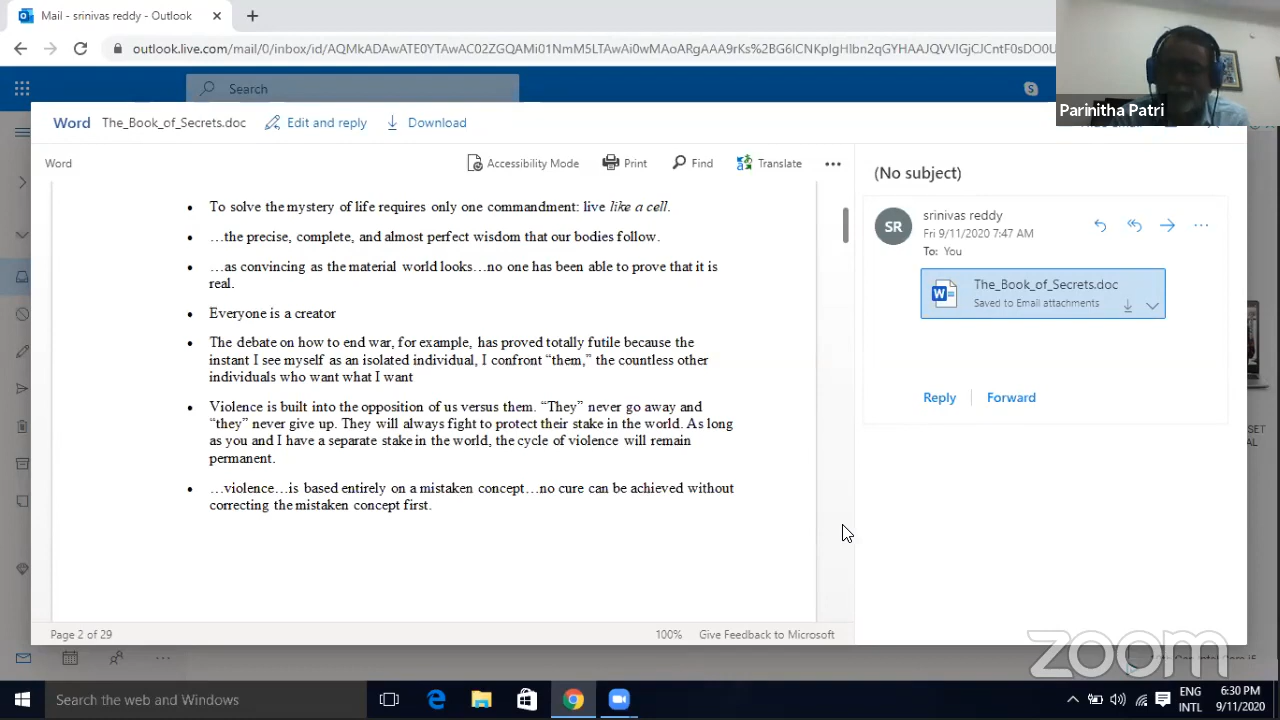 Mail - srinivas reddy - Outlook
outlook.live.com/mail/0/inbox/id/AQMkADAwATE0YTAwAC02ZGQAMi01NmM5LTAwAi0wMAoARgAAA9rKs%2BG6lCNKplgHlbn2qGYHAAJQVVlGjCJCntF0sDO0U
Parinitha Patri
Search
Word The_Book_of_Secrets.doc Edit and reply Download
Word Accessibility Mode Print Find Translate
(No subject)
• To solve the mystery of life requires only one commandment: live like a cell.
• …the precise, complete, and almost perfect wisdom that our bodies follow.
• …as convincing as the material world looks…no one has been able to prove that it is
real.
• Everyone is a creator
• The debate on how to end war, for example, has proved totally futile because the
instant I see myself as an isolated individual, I confront “them,” the countless other
individuals who want what I want
• Violence is built into the opposition of us versus them. “They” never go away and
“they” never give up. They will always fight to protect their stake in the world. As long
as you and I have a separate stake in the world, the cycle of violence will remain
permanent.
• …violence…is based entirely on a mistaken concept…no cure can be achieved without
correcting the mistaken concept first.
SR
srinivas reddy
Fri 9/11/2020 7:47 AM
To: You
The_Book_of_Secrets.doc
Saved to Email attachments
Reply Forward
Page 2 of 29 100% Give Feedback to Microsoft
zoom
Search the web and Windows
ENG
INTL
6:30 PM
9/11/2020